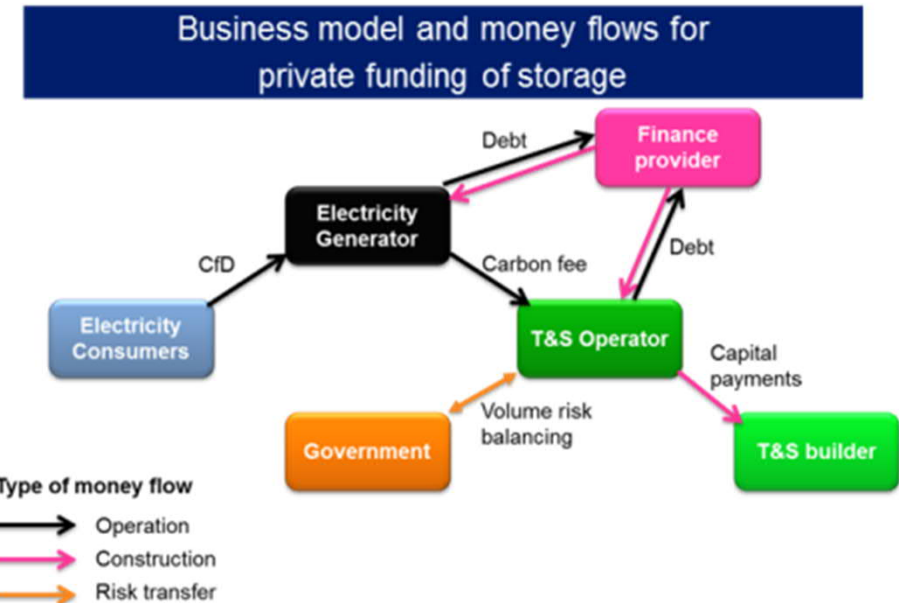 Business model and money flows for
private funding of storage
Debt
Finance
provider
Electricity
Generator
CfD
Carbon fee
Debt
Electricity
Consumers
T&S Operator
Capital
payments
Volume risk
balancing
Government
T&S builder
Type of money flow
Operation
Construction
Risk transfer